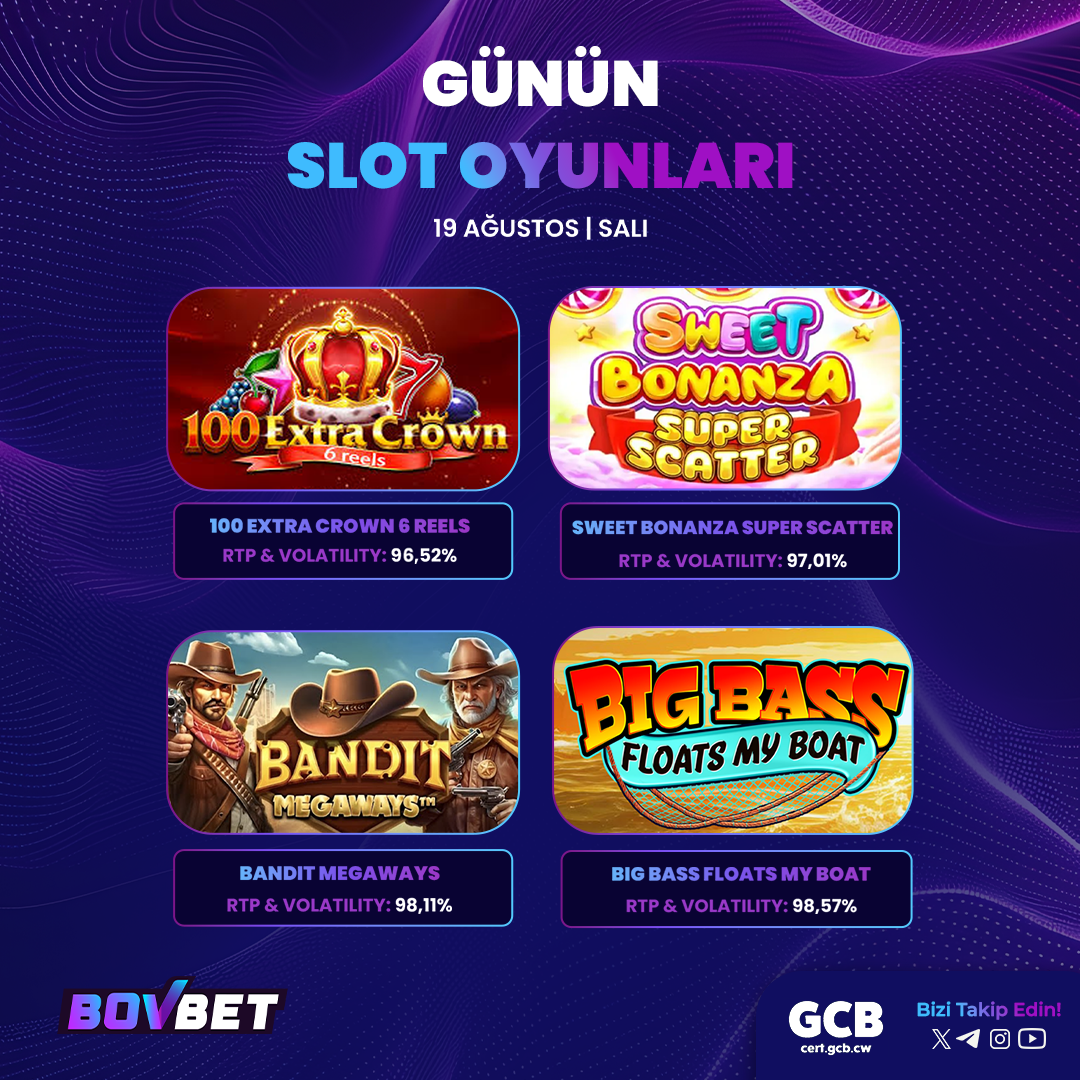 GÜNÜN
SLOT OYUNLARI
19 AĞUSTOS | SALI
100 Extra Crown
6 reels
SWEET
BONANZA
SUPER
SCATTER
100 EXTRA CROWN 6 REELS
RTP & VOLATILITY: 96,52%
SWEET BONANZA SUPER SCATTER
RTP & VOLATILITY: 97,01%
BANDIT
MEGAWAYS™
BIG BASS
FLOATS MY BOAT
BANDIT MEGAWAYS
RTP & VOLATILITY: 98,11%
BIG BASS FLOATS MY BOAT
RTP & VOLATILITY: 98,57%
BOVBET
GCB
cert.gcb.cw
Bizi Takip Edin!